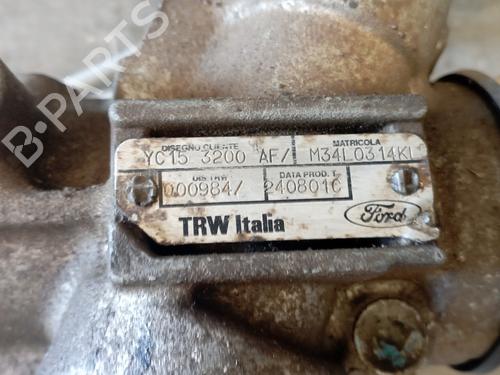 B-PARTS
DISEGNO CLIENTE MATRICOLA
YC15 3200 AF/ M34L0314KL
DIS TRW DATA PROD. T.
000984/ 240801C
TRW Italia Ford